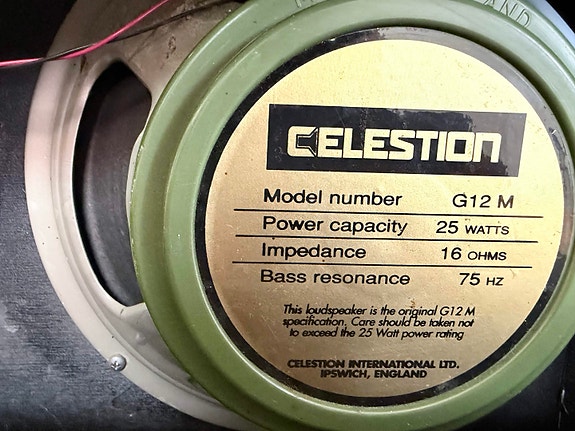 AND
CELESTION
Model number G12 M
Power capacity 25 WATTS
Impedance 16 OHMS
Bass resonance 75 HZ
This loudspeaker is the original G12 M
specification. Care should be taken not
to exceed the 25 Watt power rating
CELESTION INTERNATIONAL LTD.
IPSWICH, ENGLAND